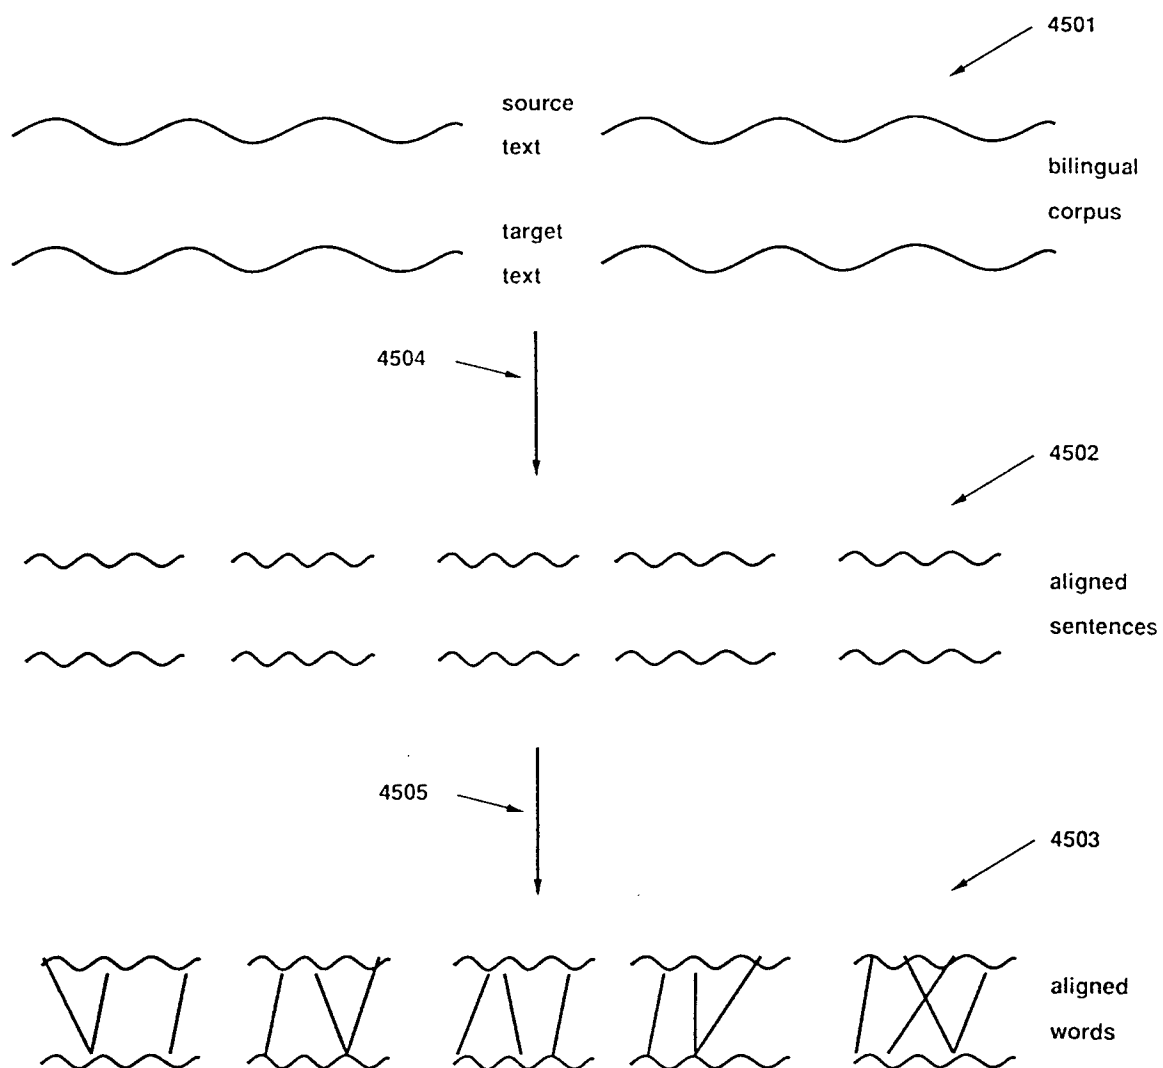 4501
source
text
bilingual
corpus
target
text
4504
4502
aligned
sentences
4505
4503
aligned
words